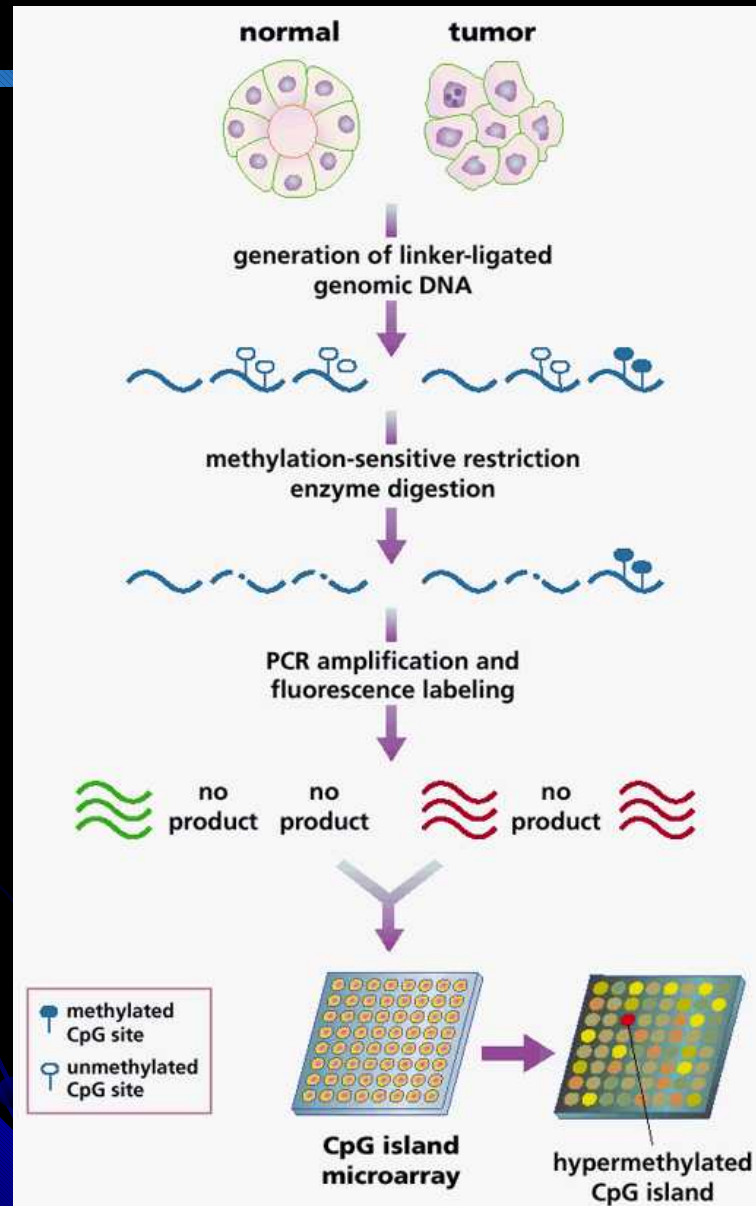 normal
tumor
generation of linker-ligated
genomic DNA
methylation-sensitive restriction
enzyme digestion
PCR amplification and
fluorescence labeling
no
product
no
product
no
product
methylated
CpG site
unmethylated
CpG site
CpG island
microarray
hypermethylated
CpG island